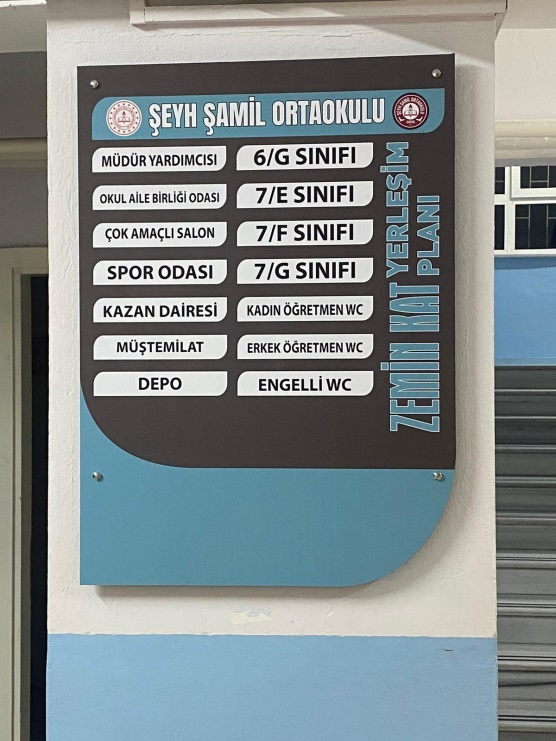 ŞEYH ŞAMİL ORTAOKULU
MÜDÜR YARDIMCISI
6/G SINIFI
OKUL AİLE BİRLİĞİ ODASI
7/E SINIFI
ÇOK AMAÇLI SALON
7/F SINIFI
SPOR ODASI
7/G SINIFI
KAZAN DAİRESİ
KADIN ÖĞRETMEN WC
MÜŞTEMİLAT
ERKEK ÖĞRETMEN WC
DEPO
ENGELLİ WC
ZEMİN KAT YERLEŞİM
PLANI